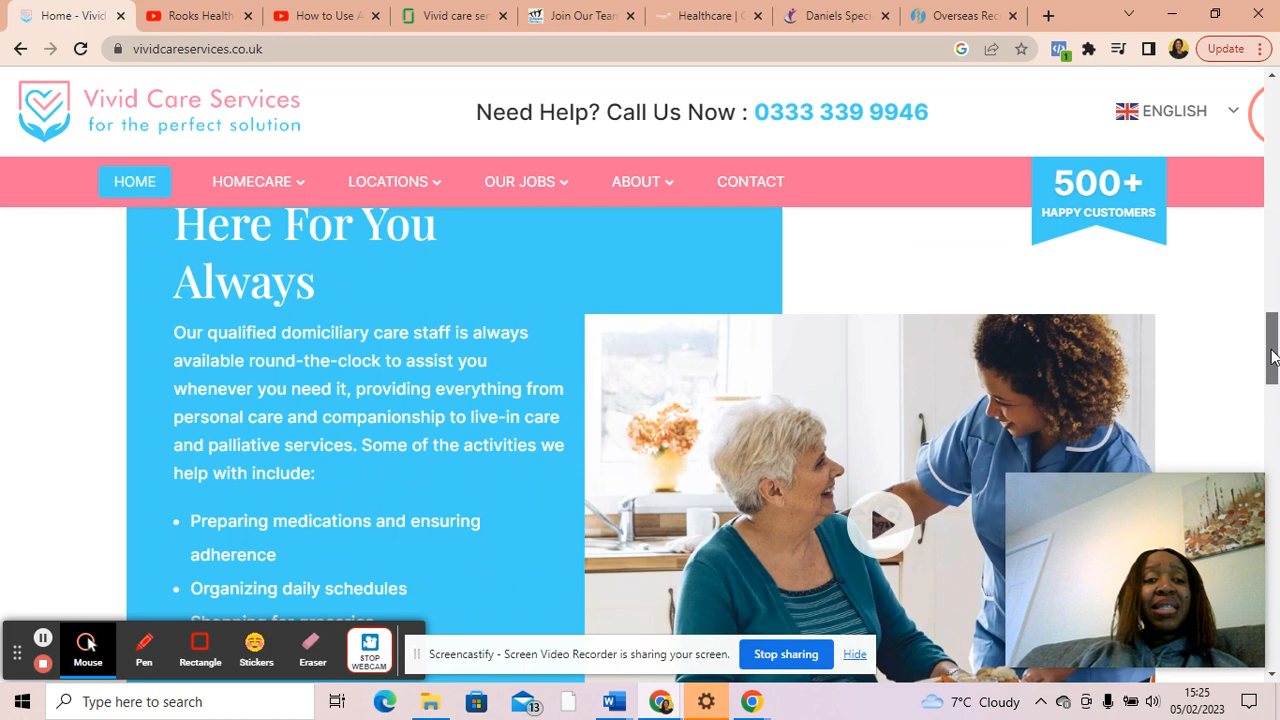 Home - Viv
Rooks Health
How to Use A
Vivid care ser
Join Our Tea
Healthcare | C
Daniels Speci
Overseas Rec
vividcareservices.co.uk
1
Update
Vivid Care Services
for the perfect solution
Need Help? Call Us Now : 0333 339 9946
ENGLISH
HOME HOMECARE LOCATIONS OUR JOBS ABOUT CONTACT
500+
HAPPY CUSTOMERS
Here For You
Always
Our qualified domiciliary care staff is always
available round-the-clock to assist you
whenever you need it, providing everything from
personal care and companionship to live-in care
and palliative services. Some of the activities we
help with include:
• Preparing medications and ensuring
adherence
• Organizing daily schedules
Mouse
Pen
Rectangle
Stickers
Eraser
STOP
WEBCAM
Screencastify - Screen Video Recorder is sharing your screen.
Stop sharing
Hide
Type here to search
13
7°C Cloudy
15:25
05/02/2023